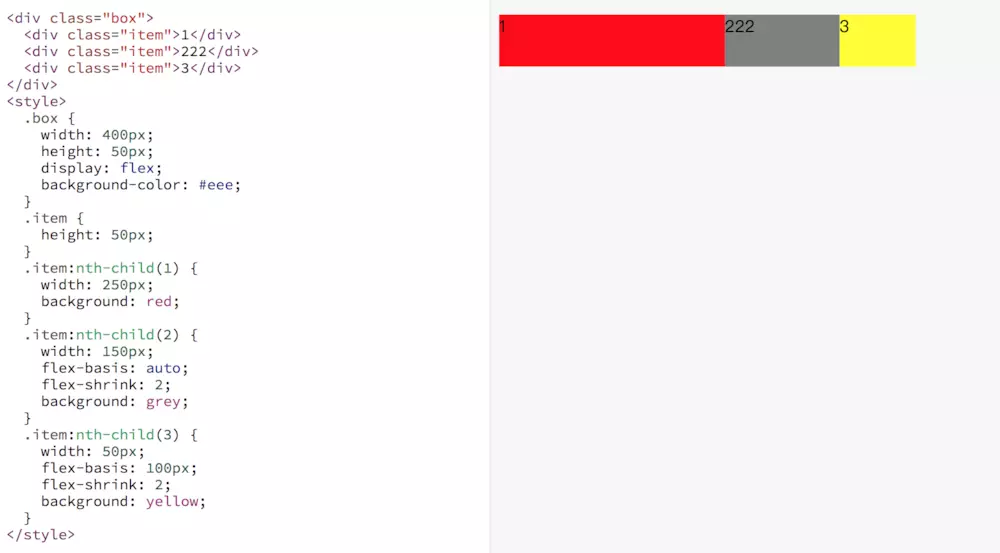 <div class="box">
  <div class="item">1</div>
  <div class="item">222</div>
  <div class="item">3</div>
</div>
<style>
  .box {
    width: 400px;
    height: 50px;
    display: flex;
    background-color: #eee;
  }
  .item {
    height: 50px;
  }
  .item:nth-child(1) {
    width: 250px;
    background: red;
  }
  .item:nth-child(2) {
    width: 150px;
    flex-basis: auto;
    flex-shrink: 2;
    background: grey;
  }
  .item:nth-child(3) {
    width: 50px;
    flex-basis: 100px;
    flex-shrink: 2;
    background: yellow;
  }
</style>
1 222 3